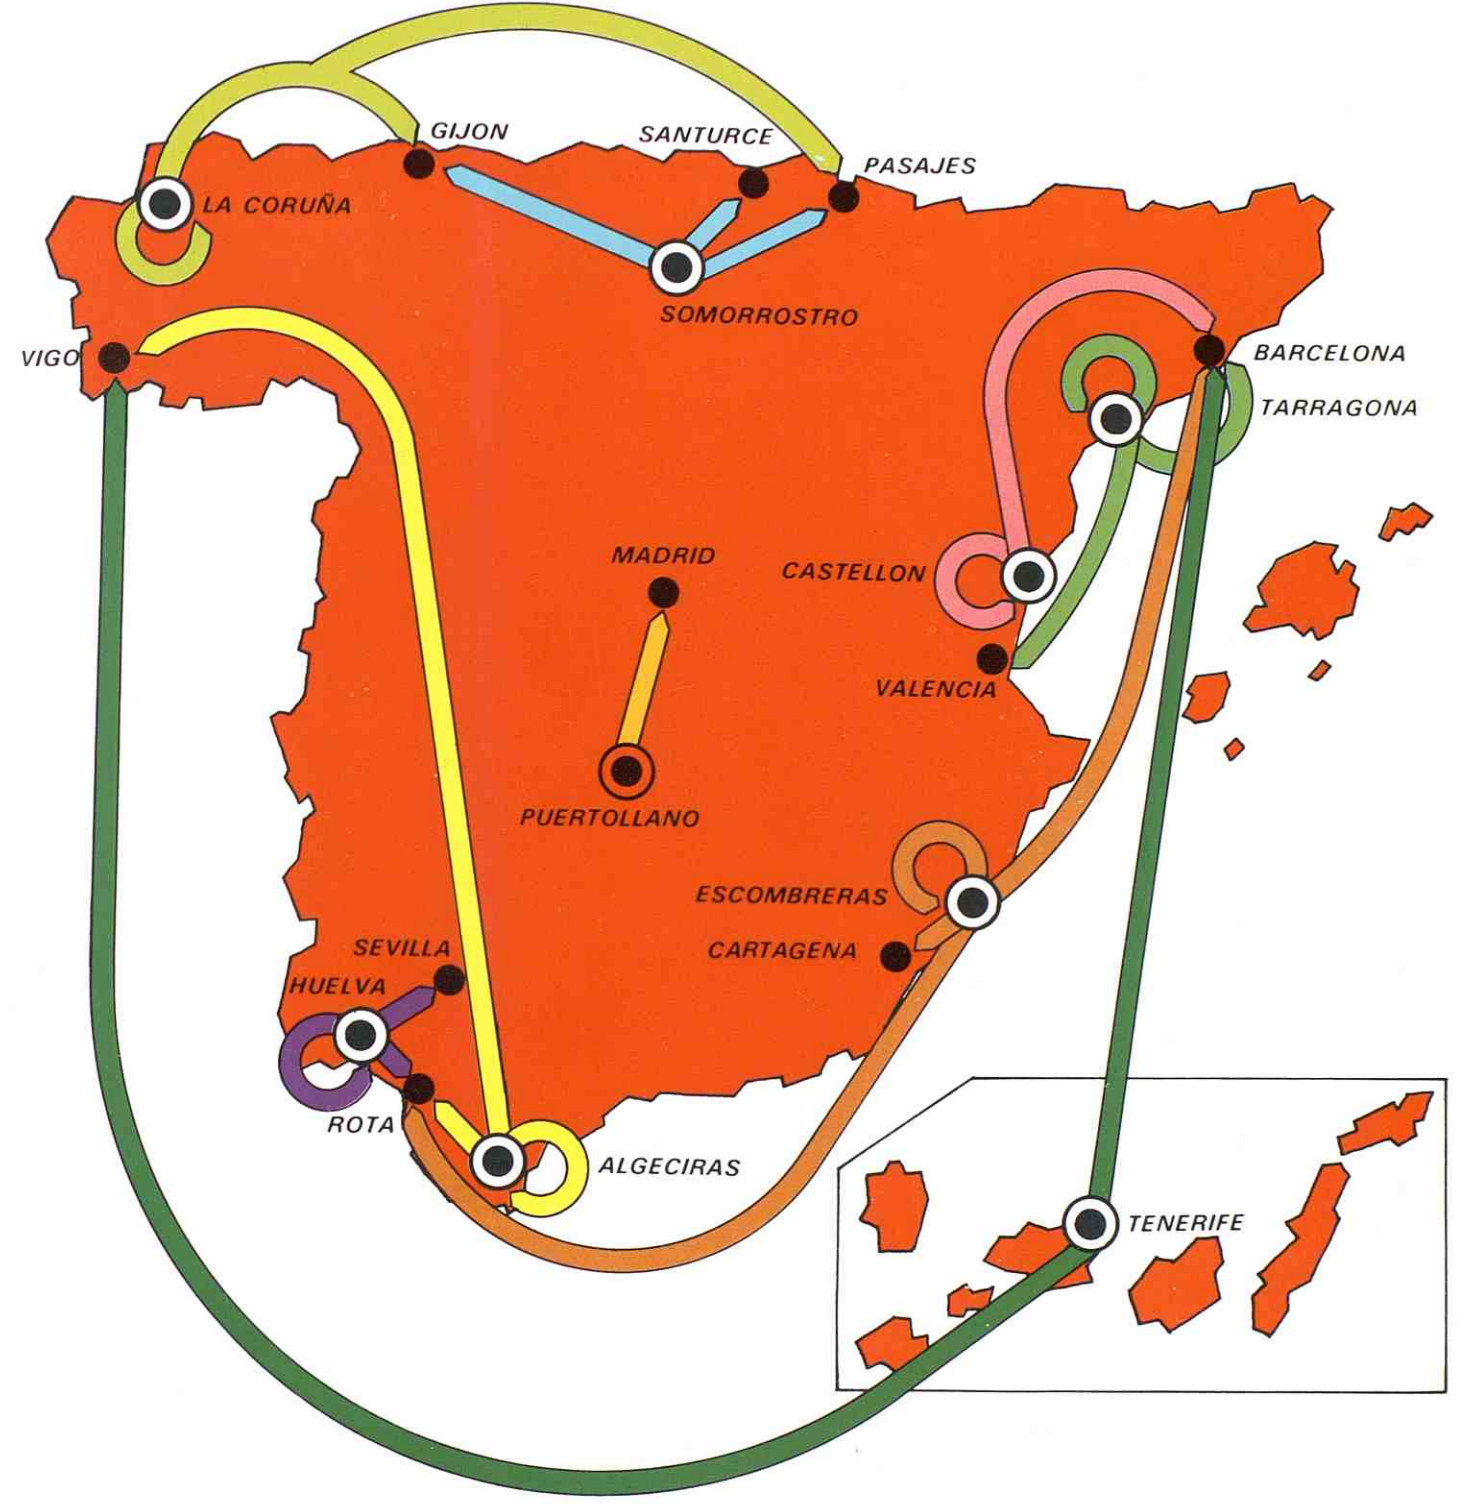 GIJON
SANTURCE
PASAJES
LA CORUÑA
SOMORROSTRO
VIGO
BARCELONA
TARRAGONA
MADRID
CASTELLON
VALENCIA
PUERTOLLANO
ESCOMBRERAS
SEVILLA
CARTAGENA
HUELVA
ROTA
ALGECIRAS
TENERIFE